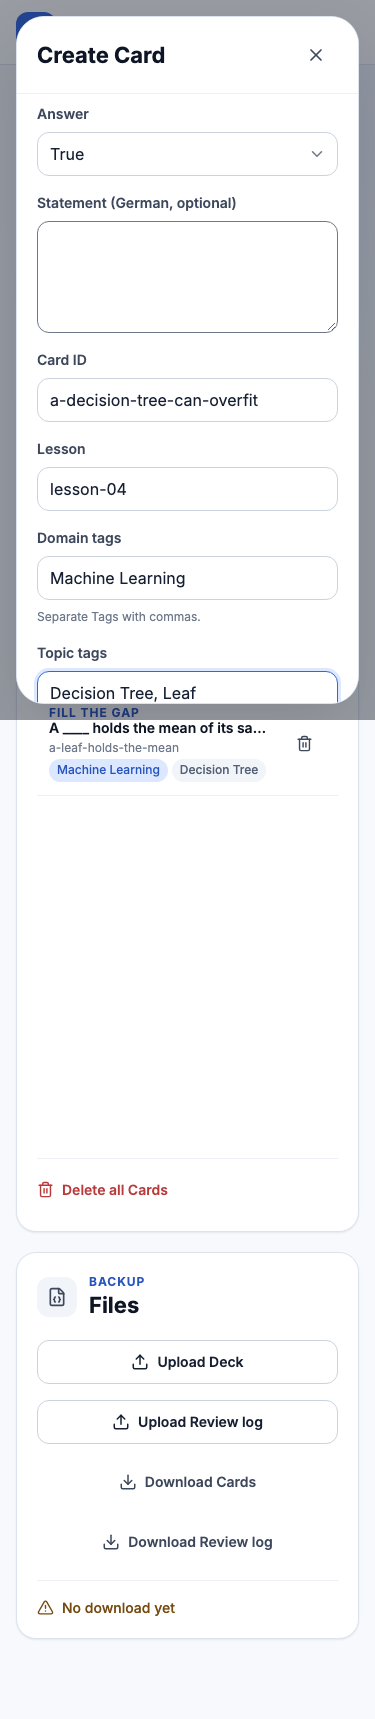 Create Card
Answer
True
Statement (German, optional)
Card ID
a-decision-tree-can-overfit
Lesson
lesson-04
Domain tags
Machine Learning
Separate Tags with commas.
Topic tags
Decision Tree, Leaf
FILL THE GAP
A ____ holds the mean of its sa...
a-leaf-holds-the-mean
Machine Learning Decision Tree
Delete all Cards
BACKUP
Files
Upload Deck
Upload Review log
Download Cards
Download Review log
No download yet